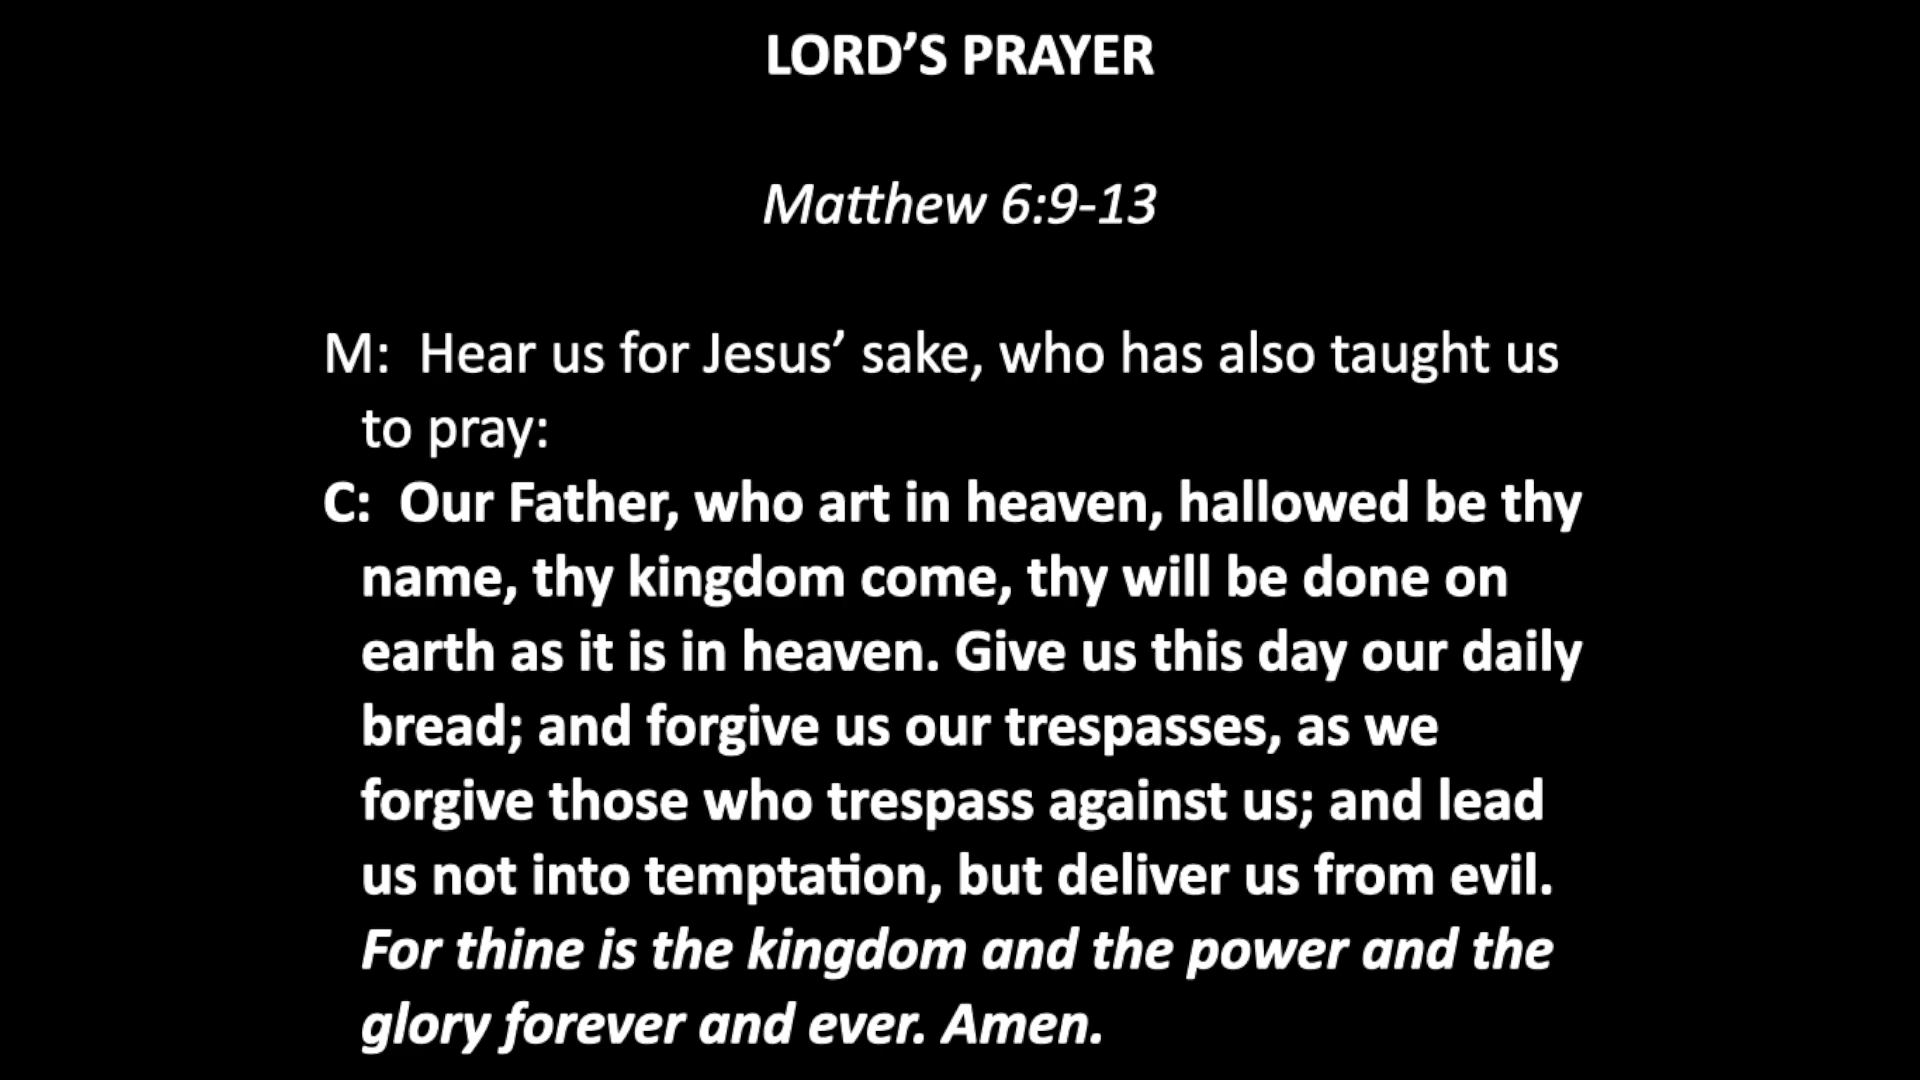 LORD’S PRAYER
Matthew 6:9-13
M:  Hear us for Jesus’ sake, who has also taught us
to pray:
C:  Our Father, who art in heaven, hallowed be thy
name, thy kingdom come, thy will be done on
earth as it is in heaven. Give us this day our daily
bread; and forgive us our trespasses, as we
forgive those who trespass against us; and lead
us not into temptation, but deliver us from evil.
For thine is the kingdom and the power and the
glory forever and ever. Amen.